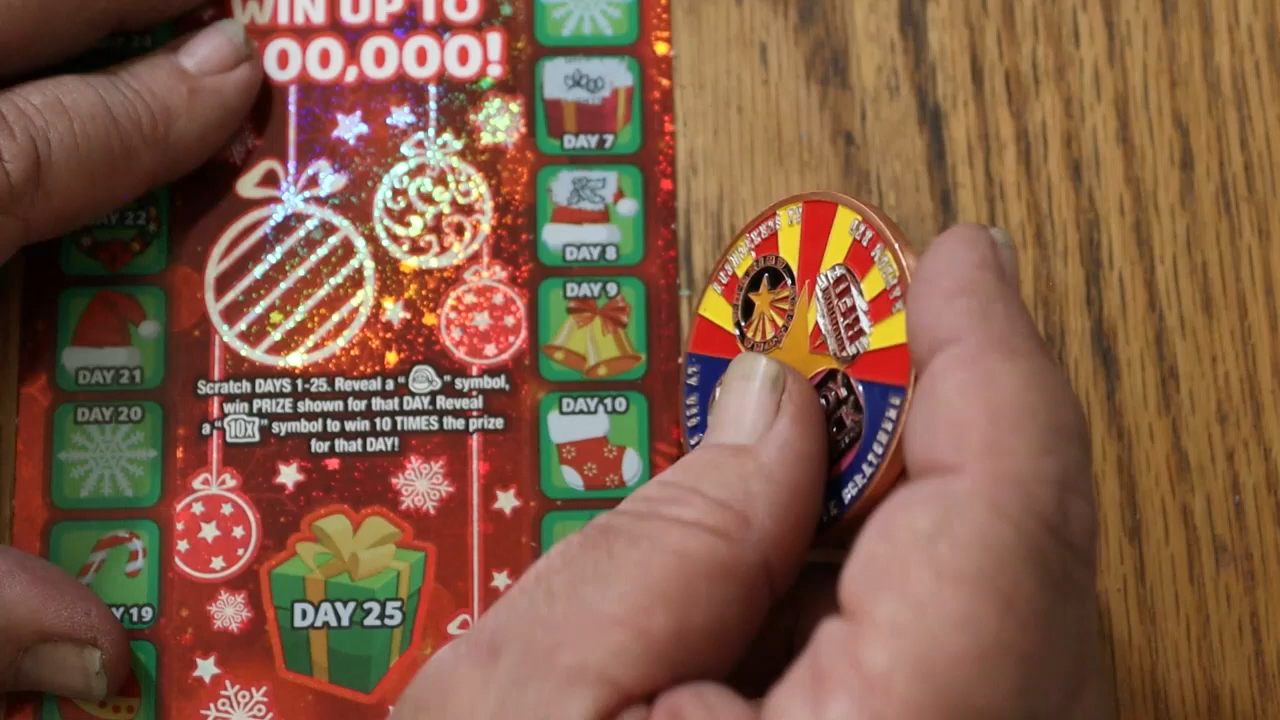 WIN UP TO
00,000!
DAY 7
DAY 22
DAY 8
DAY 9
DAY 21
Scratch DAYS 1-25. Reveal a " " symbol,
win PRIZE shown for that DAY. Reveal
a "10X" symbol to win 10 TIMES the prize
for that DAY!
DAY 20
DAY 10
Y 19
DAY 25
SCRATCHERS